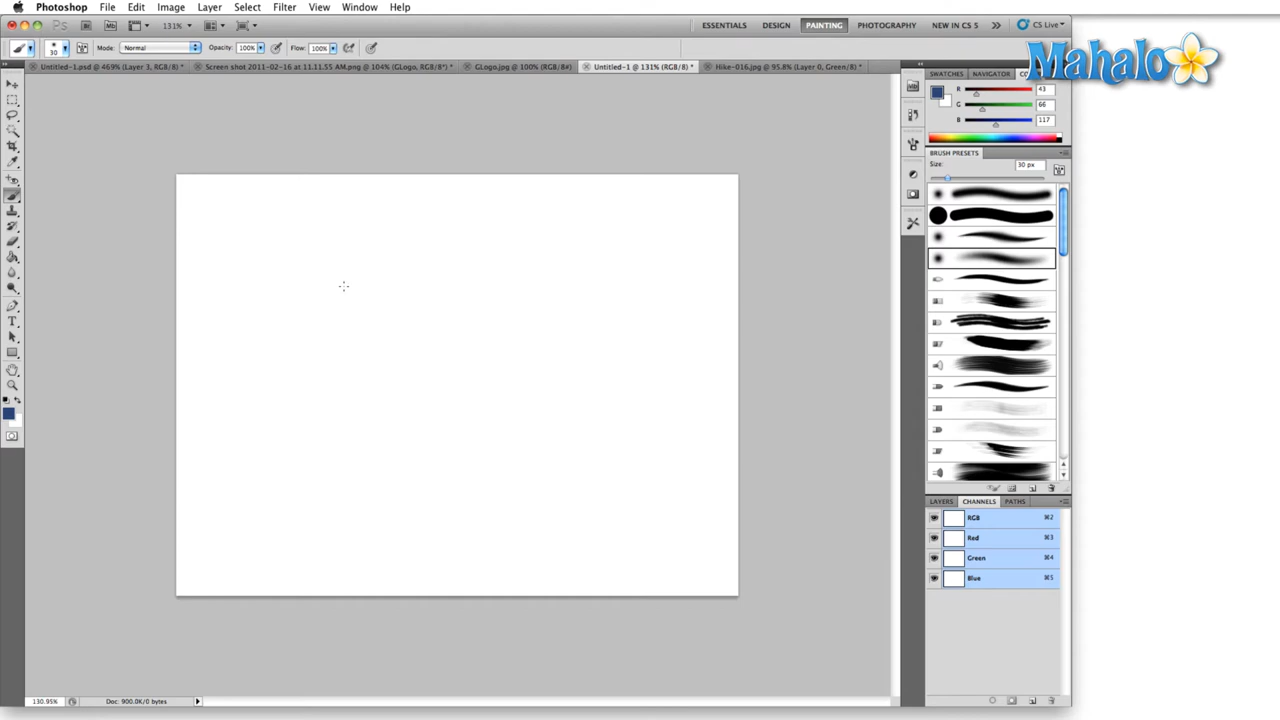 Photoshop File Edit Image Layer Select Filter View Window Help
Ps 131% ESSENTIALS DESIGN PAINTING PHOTOGRAPHY NEW IN CS 5 CS Live
30 Mode: Normal Opacity: 100% Flow: 100%
Untitled-1.psd @ 469% (Layer 3, RGB/8) * Screen shot 2011-02-16 at 11.11.55 AM.png @ 104% (GLogo, RGB/8*) * GLogo.jpg @ 100% (RGB/8#) Untitled-1 @ 131% (RGB/8) * Hike-016.jpg @ 95.8% (Layer 0, Green/8) *
Mahalo
SWATCHES NAVIGATOR
R 43
G 66
B 117
BRUSH PRESETS
Size: 30 px
LAYERS CHANNELS PATHS
RGB ⌘2
Red ⌘3
Green ⌘4
Blue ⌘5
130.95% Doc: 900.0K/0 bytes